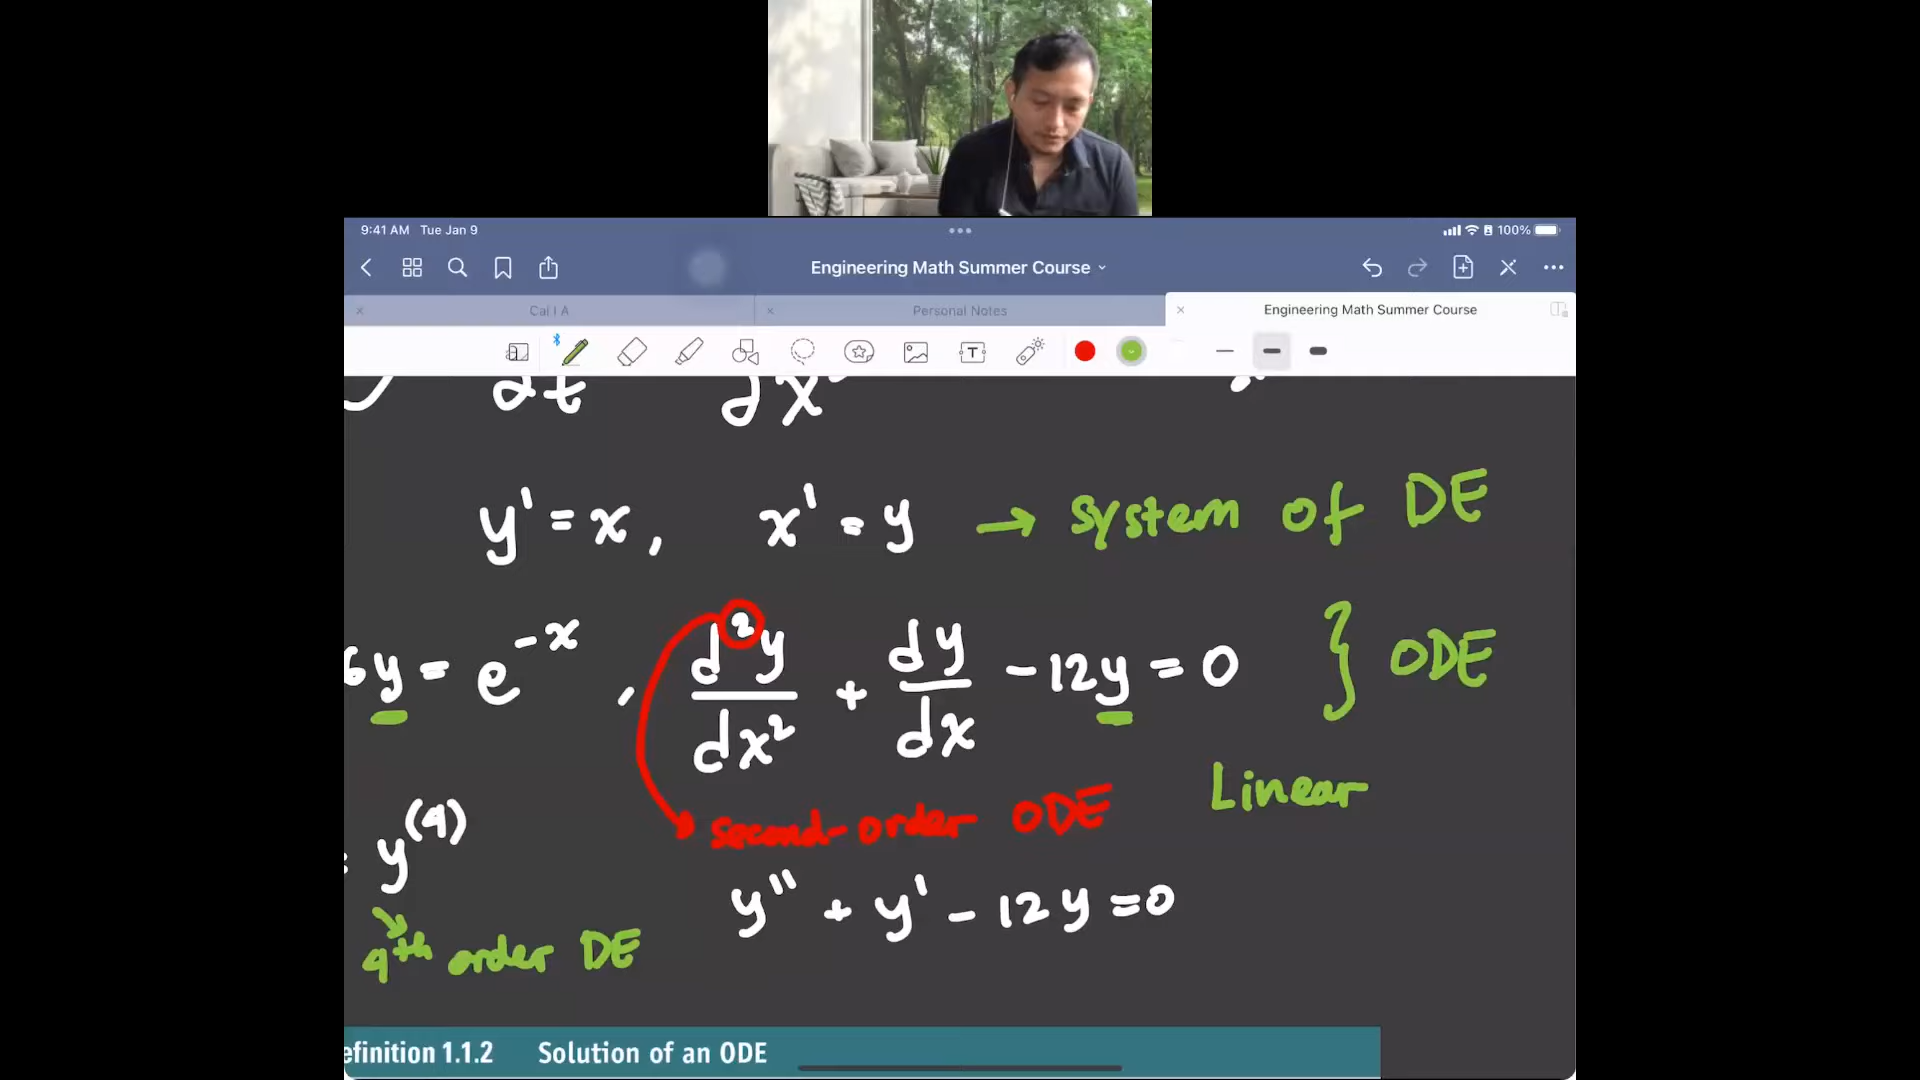 9:41 AM Tue Jan 9
100%
Engineering Math Summer Course
Cal I A
Personal Notes
Engineering Math Summer Course
∂t ∂x²
y' = x, x' = y → system of DE
6y = e^-x , d²y/dx² + dy/dx - 12y = 0 } ODE
Linear
second-order ODE
= y^(4)
y'' + y' - 12y = 0
4th order DE
efinition 1.1.2 Solution of an ODE